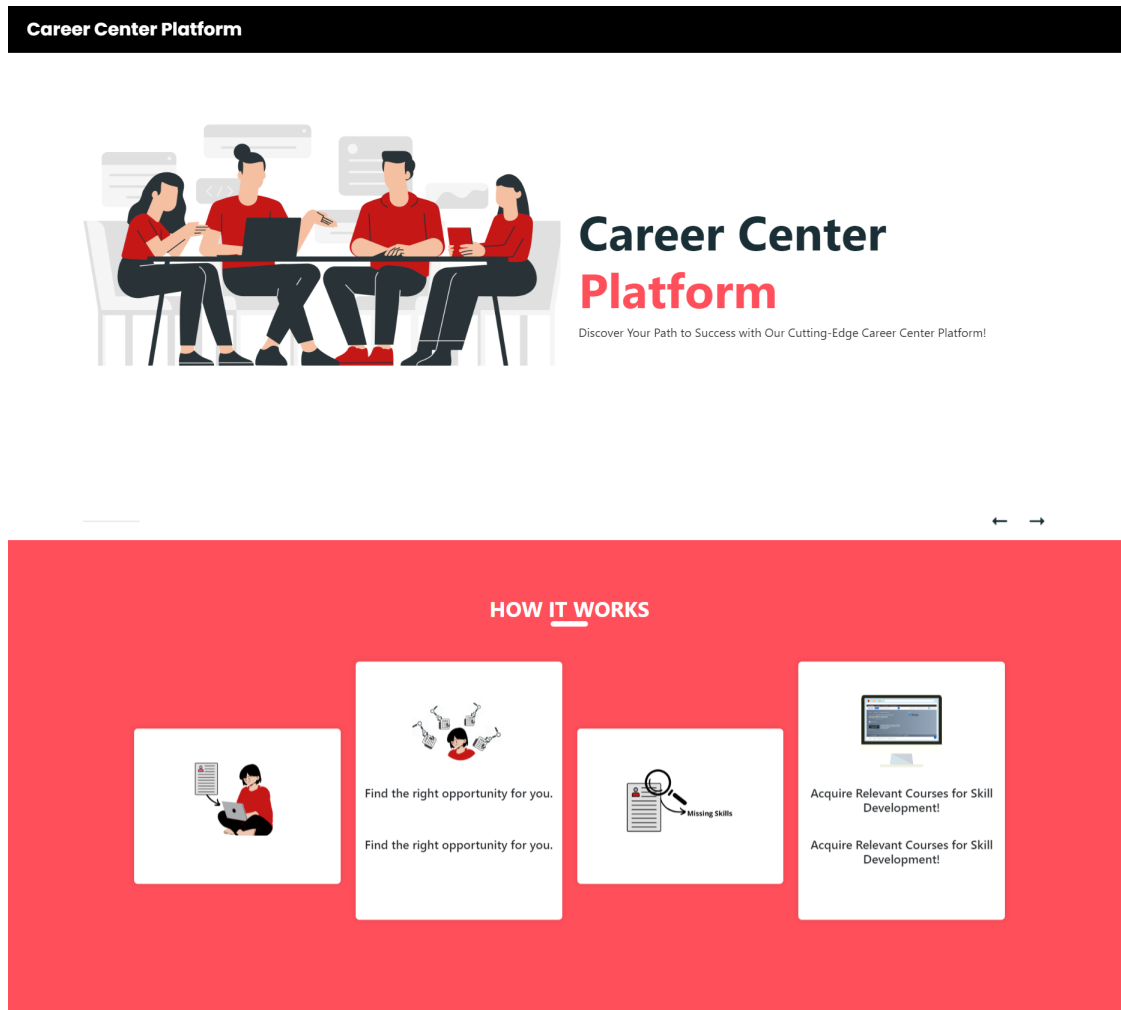 Career Center Platform
</>
Career Center
Platform
Discover Your Path to Success with Our Cutting-Edge Career Center Platform!
HOW IT WORKS
Find the right opportunity for you.
Find the right opportunity for you.
Missing Skills
Acquire Relevant Courses for Skill
Development!
Acquire Relevant Courses for Skill
Development!